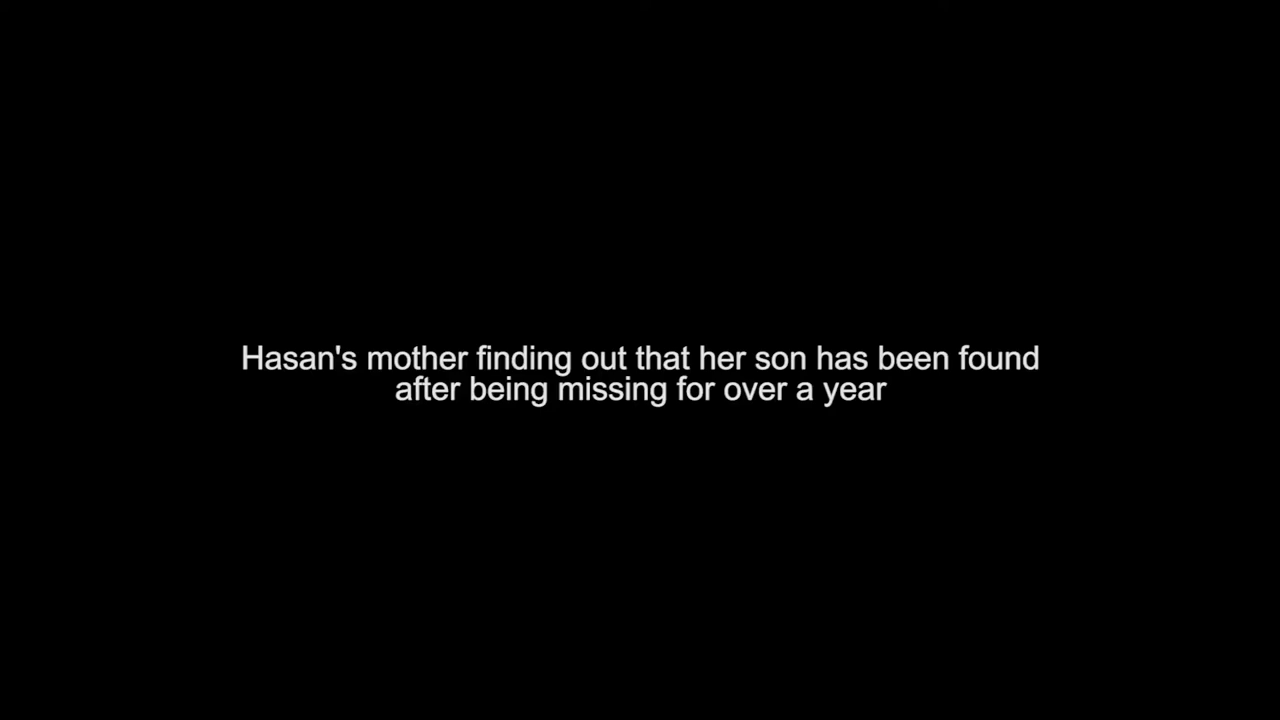 Hasan's mother finding out that her son has been found
after being missing for over a year